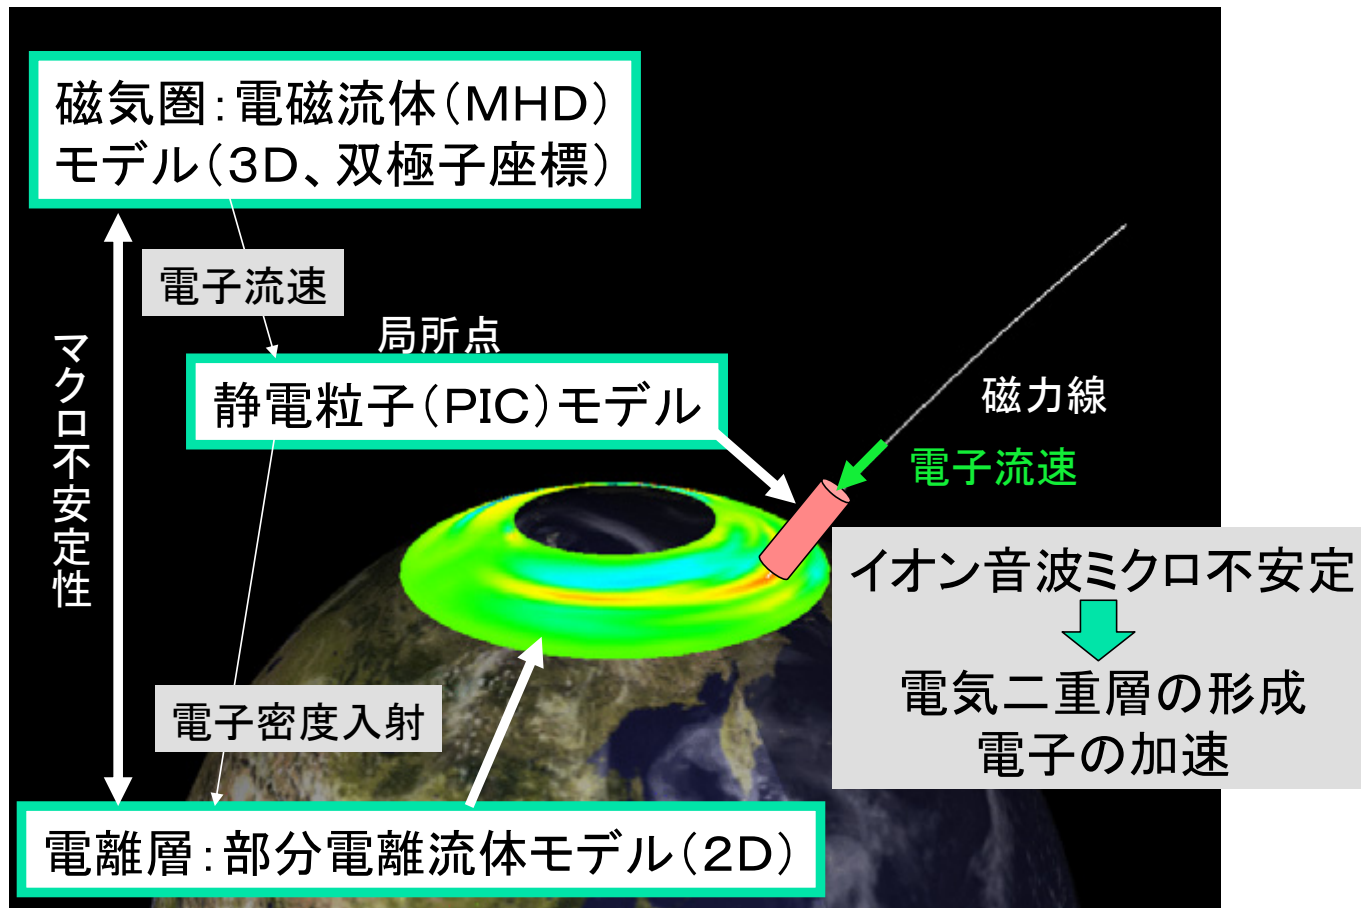 磁気圏：電磁流体（MHD）
モデル（3D、双極子座標）
電子流速
局所点
静電粒子（PIC）モデル
マクロ不安定性
磁力線
電子流速
イオン音波ミクロ不安定
電気二重層の形成
電子の加速
電子密度入射
電離層：部分電離流体モデル（2D）